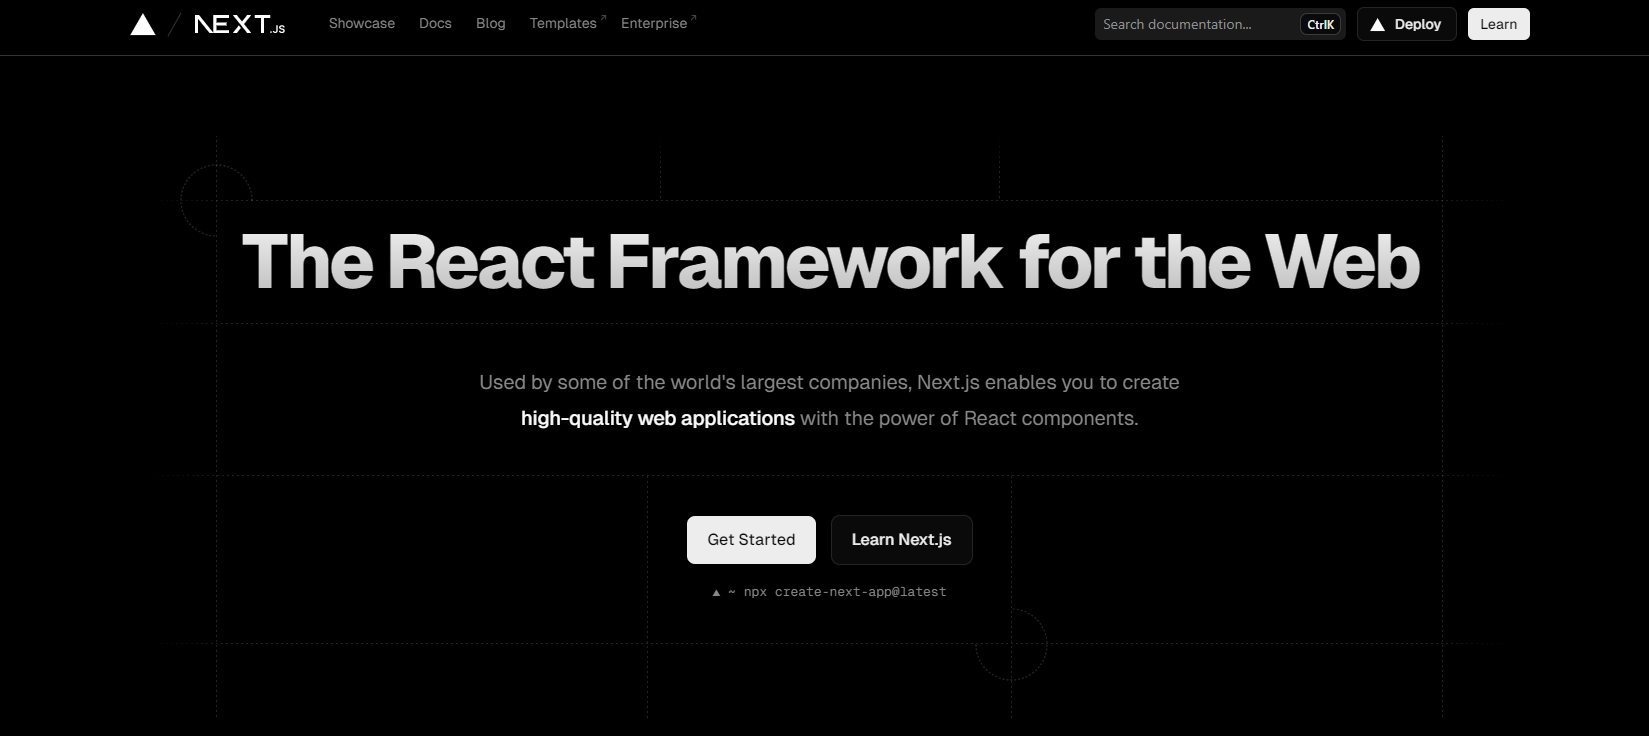 NEXT.JS
Showcase
Docs
Blog
Templates
Enterprise
Search documentation...
CtrlK
Deploy
Learn
The React Framework for the Web
Used by some of the world's largest companies, Next.js enables you to create
high-quality web applications with the power of React components.
Get Started
Learn Next.js
▲ ~ npx create-next-app@latest